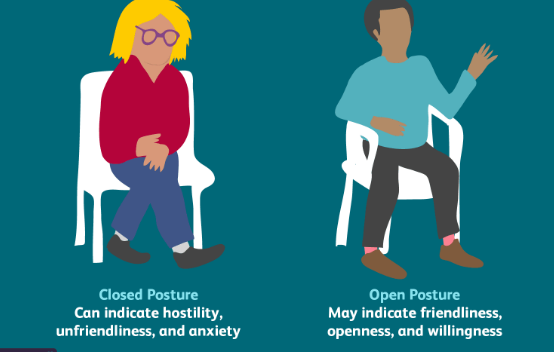 Closed Posture
Can indicate hostility,
unfriendliness, and anxiety
Open Posture
May indicate friendliness,
openness, and willingness